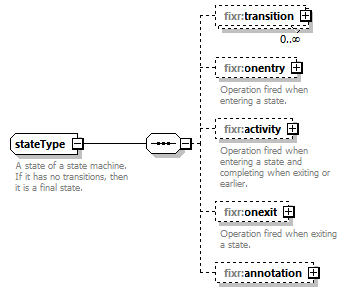 fixr:transition
0..∞
fixr:onentry
Operation fired when
entering a state.
stateType
A state of a state machine.
If it has no transitions, then
it is a final state.
fixr:activity
Operation fired when
entering a state and
completing when exiting or
earlier.
fixr:onexit
Operation fired when exiting
a state.
fixr:annotation